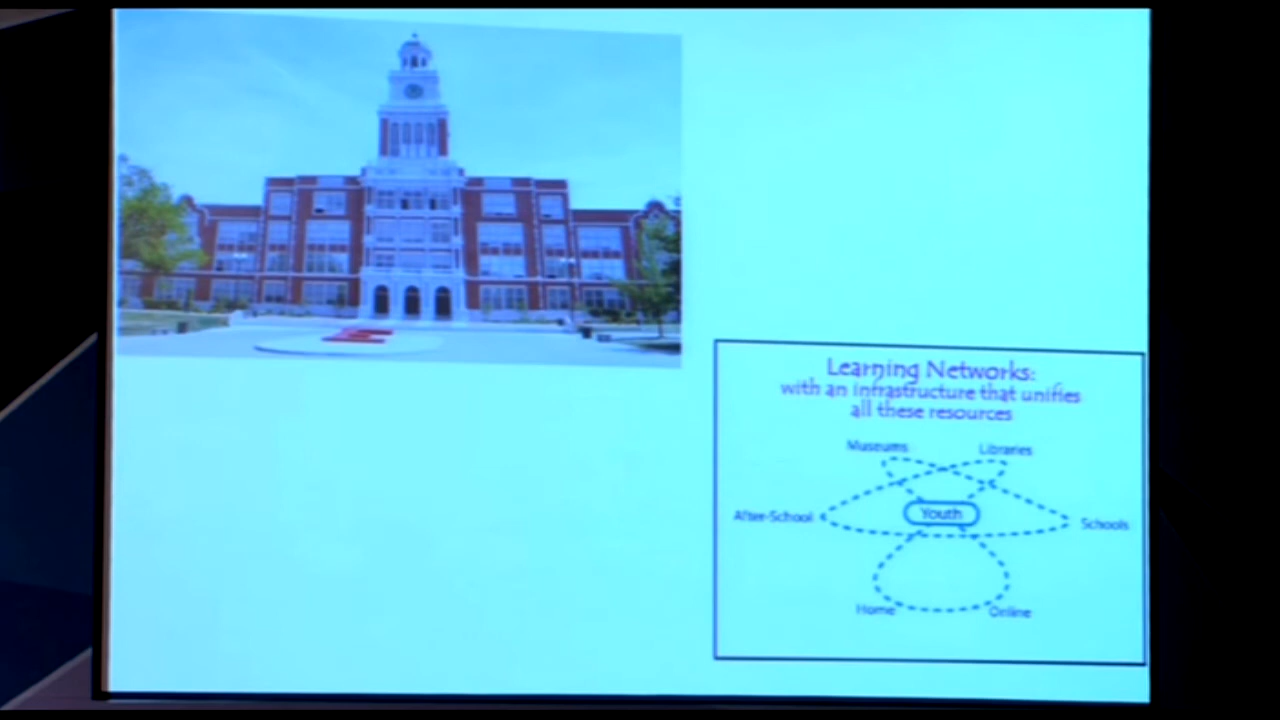 Learning Networks:
with an infrastructure that unifies
all these resources
Museums
Libraries
After-School
Youth
Schools
Home
Online